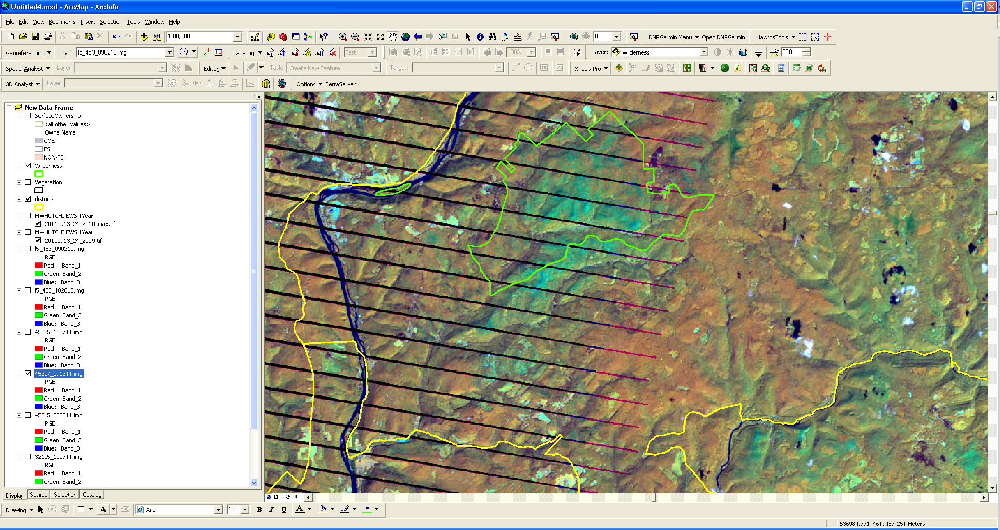 Untitled4.mxd - ArcMap - ArcInfo
File Edit View Bookmarks Insert Selection Tools Window Help
1:80,000 0 DNRGarmin Menu Open DNRGarmin HawthsTools
Georeferencing Layer: l5_453_090210.img Labeling Fast 100% Layer: Wilderness 500
Spatial Analyst Layer: Editor Task: Create New Feature Target: XTools Pro
3D Analyst Layer: Options TerraServer
New Data Frame
SurfaceOwnership
<all other values>
OwnerName
COE
FS
NON-FS
Wilderness
Vegetation
districts
MWHUTCHI EWS 1Year
20110913_24_2010_max.tif
MWHUTCHI EWS 1Year
20100913_24_2009.tif
l5_453_090210.img
RGB
Red: Band_1
Green: Band_2
Blue: Band_3
l5_453_102010.img
RGB
Red: Band_1
Green: Band_2
Blue: Band_3
453L5_100711.img
RGB
Red: Band_1
Green: Band_2
Blue: Band_3
453L7_091311.img
RGB
Red: Band_1
Green: Band_2
Blue: Band_3
453L5_082011.img
RGB
Red: Band_1
Green: Band_2
Blue: Band_3
321L5_100711.img
RGB
Red: Band_1
Green: Band_2
Display Source Selection Catalog
Drawing A Arial 10 B I U A
636984.771 4619457.251 Meters